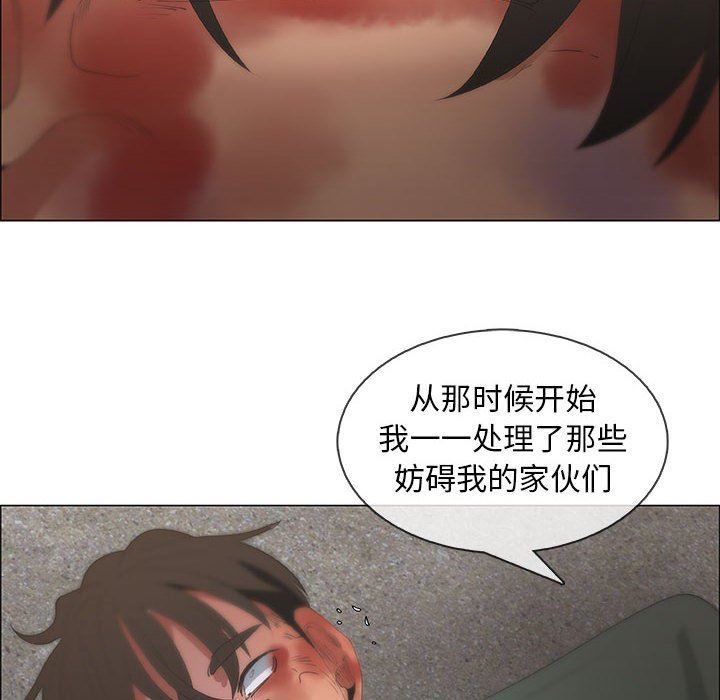 从那时候开始
我一一处理了那些
妨碍我的家伙们